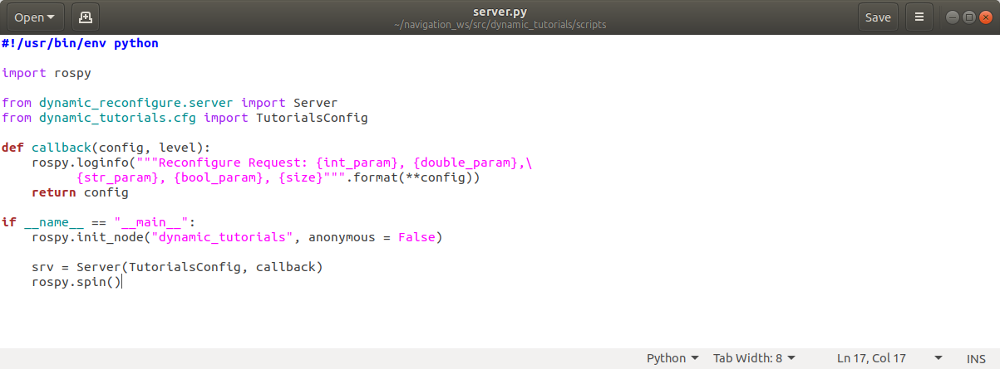 Open
server.py
~/navigation_ws/src/dynamic_tutorials/scripts
Save
#!/usr/bin/env python

import rospy

from dynamic_reconfigure.server import Server
from dynamic_tutorials.cfg import TutorialsConfig

def callback(config, level):
    rospy.loginfo("""Reconfigure Request: {int_param}, {double_param},\
          {str_param}, {bool_param}, {size}""".format(**config))
    return config

if __name__ == "__main__":
    rospy.init_node("dynamic_tutorials", anonymous = False)

    srv = Server(TutorialsConfig, callback)
    rospy.spin()
Python Tab Width: 8 Ln 17, Col 17 INS